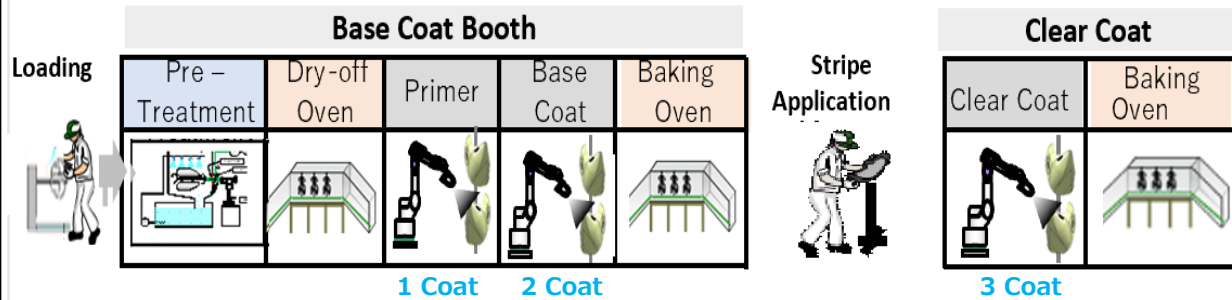 Base Coat Booth
Clear Coat
Loading
Pre –
Treatment
Dry-off
Oven
Primer
Base
Coat
Baking
Oven
Stripe
Application
Clear Coat
Baking
Oven
1 Coat
2 Coat
3 Coat